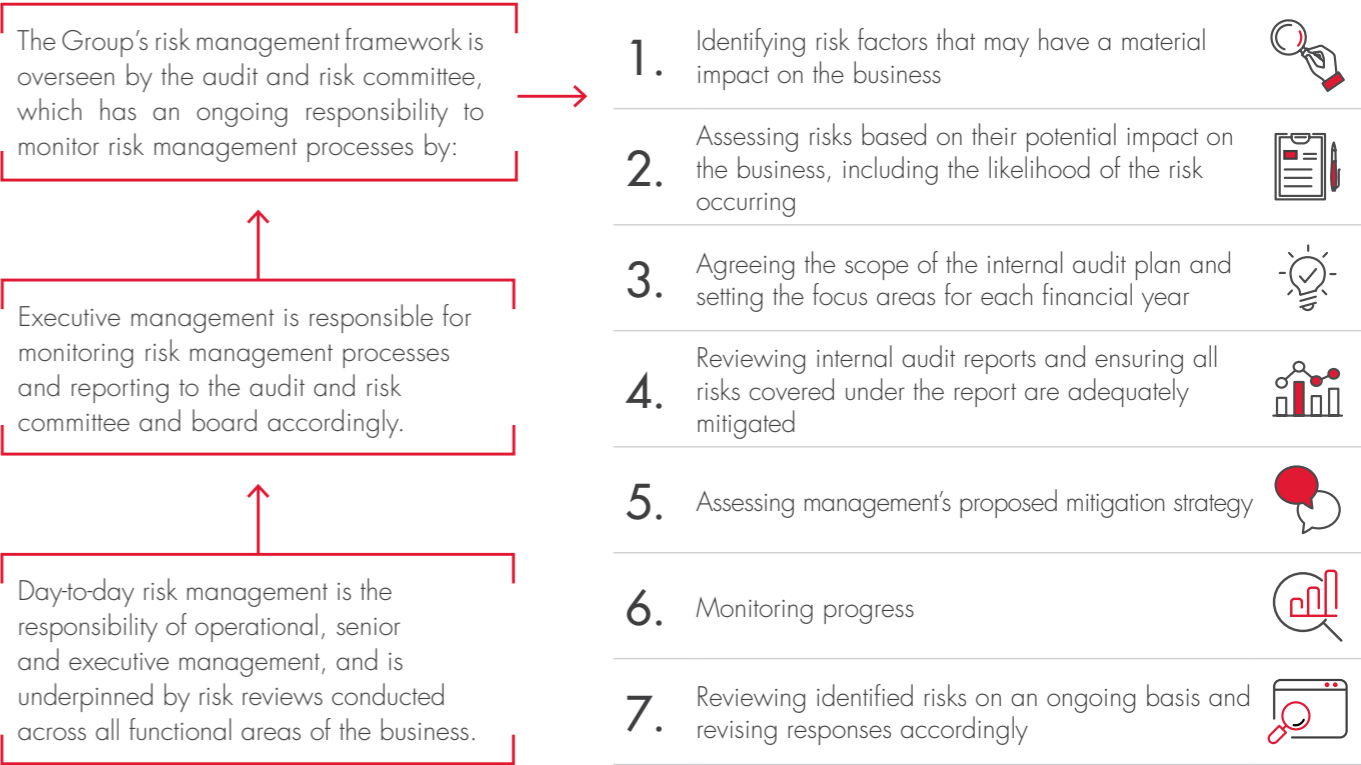 The Group's risk management framework is
overseen by the audit and risk committee,
which has an ongoing responsibility to
monitor risk management processes by:
Executive management is responsible for
monitoring risk management processes
and reporting to the audit and risk
committee and board accordingly.
Day-to-day risk management is the
responsibility of operational, senior
and executive management, and is
underpinned by risk reviews conducted
across all functional areas of the business.
1. Identifying risk factors that may have a material
impact on the business
2. Assessing risks based on their potential impact on
the business, including the likelihood of the risk
occurring
3. Agreeing the scope of the internal audit plan and
setting the focus areas for each financial year
4. Reviewing internal audit reports and ensuring all
risks covered under the report are adequately
mitigated
5. Assessing management's proposed mitigation strategy
6. Monitoring progress
7. Reviewing identified risks on an ongoing basis and
revising responses accordingly